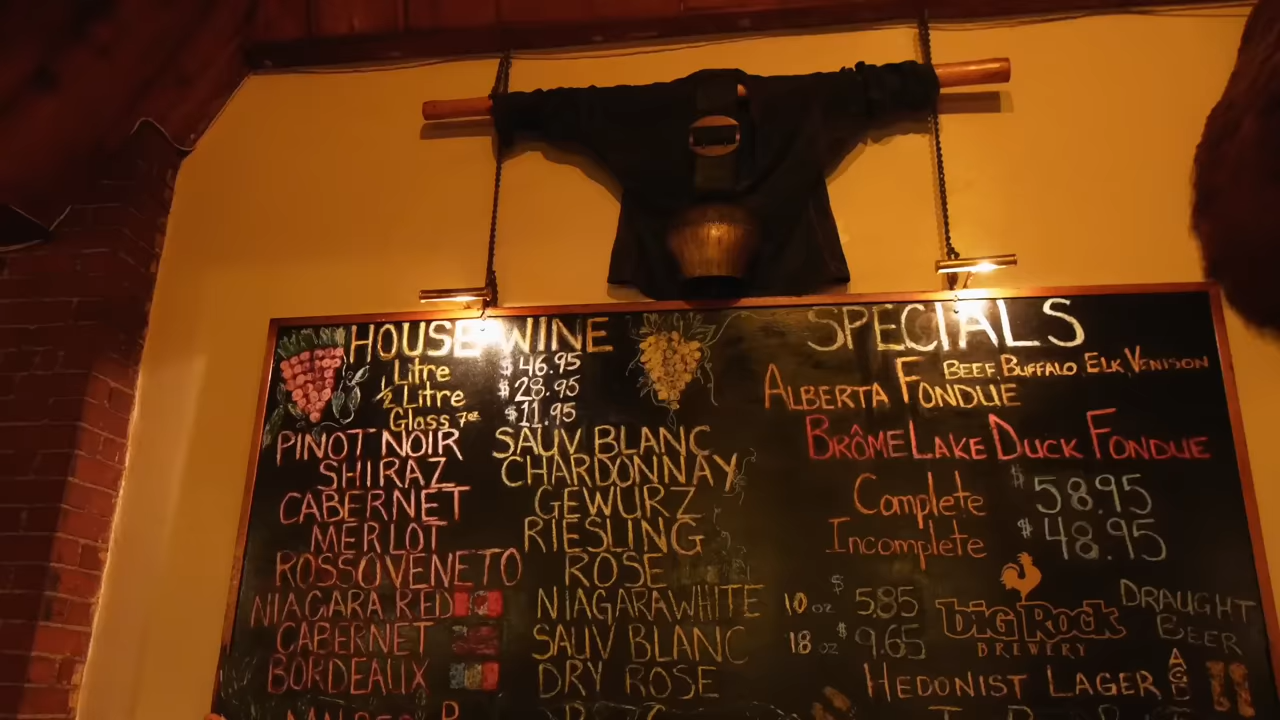 HOUSE WINE
1 Litre $46.95
1/2 Litre $28.95
Glass 7oz $11.95
PINOT NOIR
SHIRAZ
CABERNET
MERLOT
ROSSO VENETO
NIAGARA RED
CABERNET
BORDEAUX
SAUV BLANC
CHARDONNAY
GEWURZ
RIESLING
ROSE
NIAGARA WHITE
SAUV BLANC
DRY ROSE
SPECIALS
BEEF, BUFFALO, ELK, VENISON
ALBERTA FONDUE
BRÔME LAKE DUCK FONDUE
Complete $58.95
Incomplete $48.95
10 oz $5.85
18 oz $9.65
big Rock
BREWERY
DRAUGHT
BEER
HEDONIST LAGER